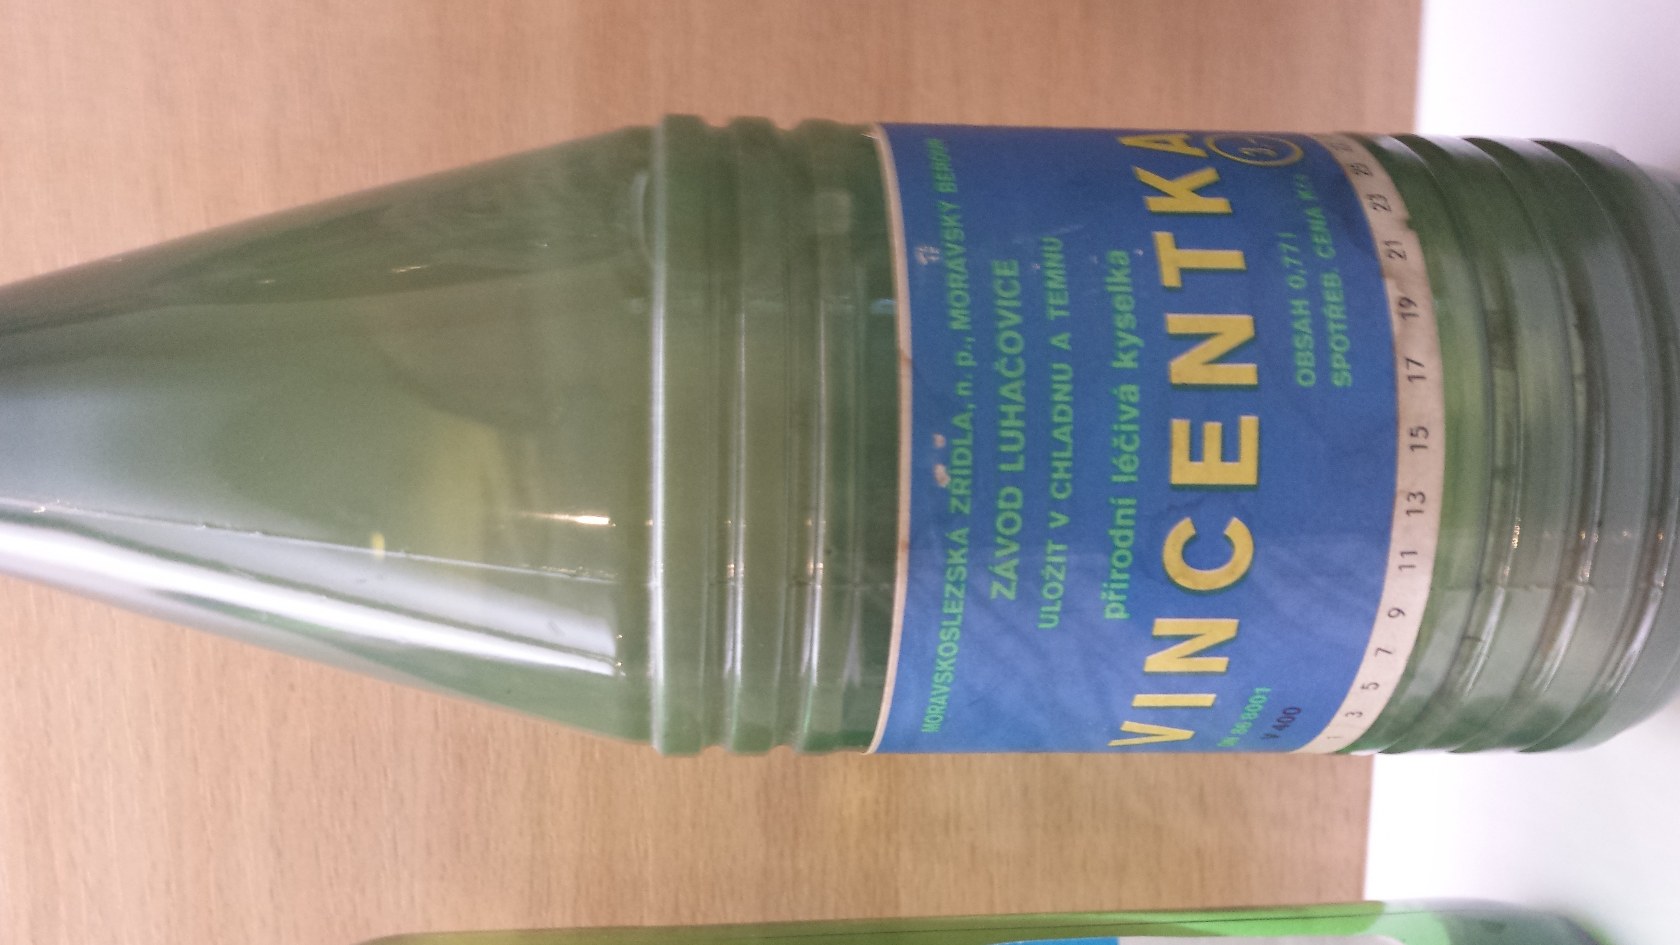 MORAVSKOSLEZSKÁ ZŘÍDLA, n. p., MORAVSKÝ BEROUN
ZÁVOD LUHAČOVICE
ULOŽIT V CHLADNU A TEMNU
přírodní léčivá kyselka
VINCENTKA
OBSAH 0,77 l
SPOTŘEB. CENA Kčs
V 400
1 3 5 7 9 11 13 15 17 19 21 23 25